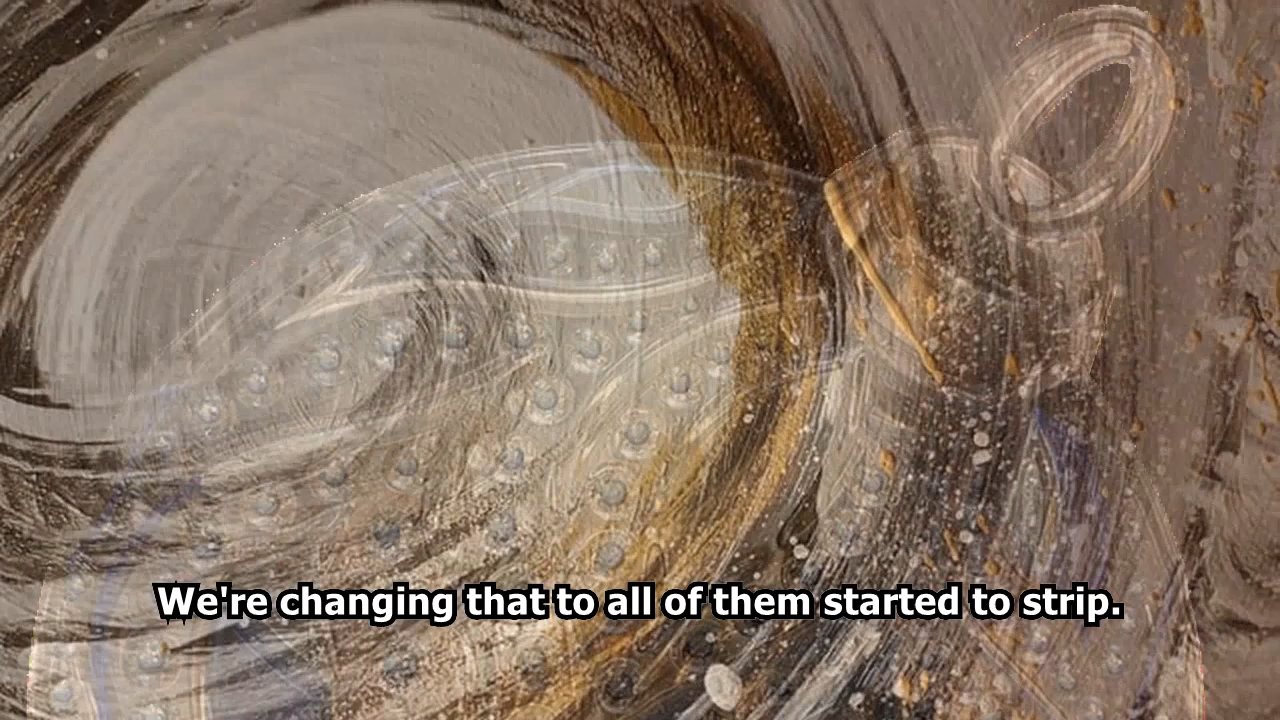 We're changing that to all of them started to strip.